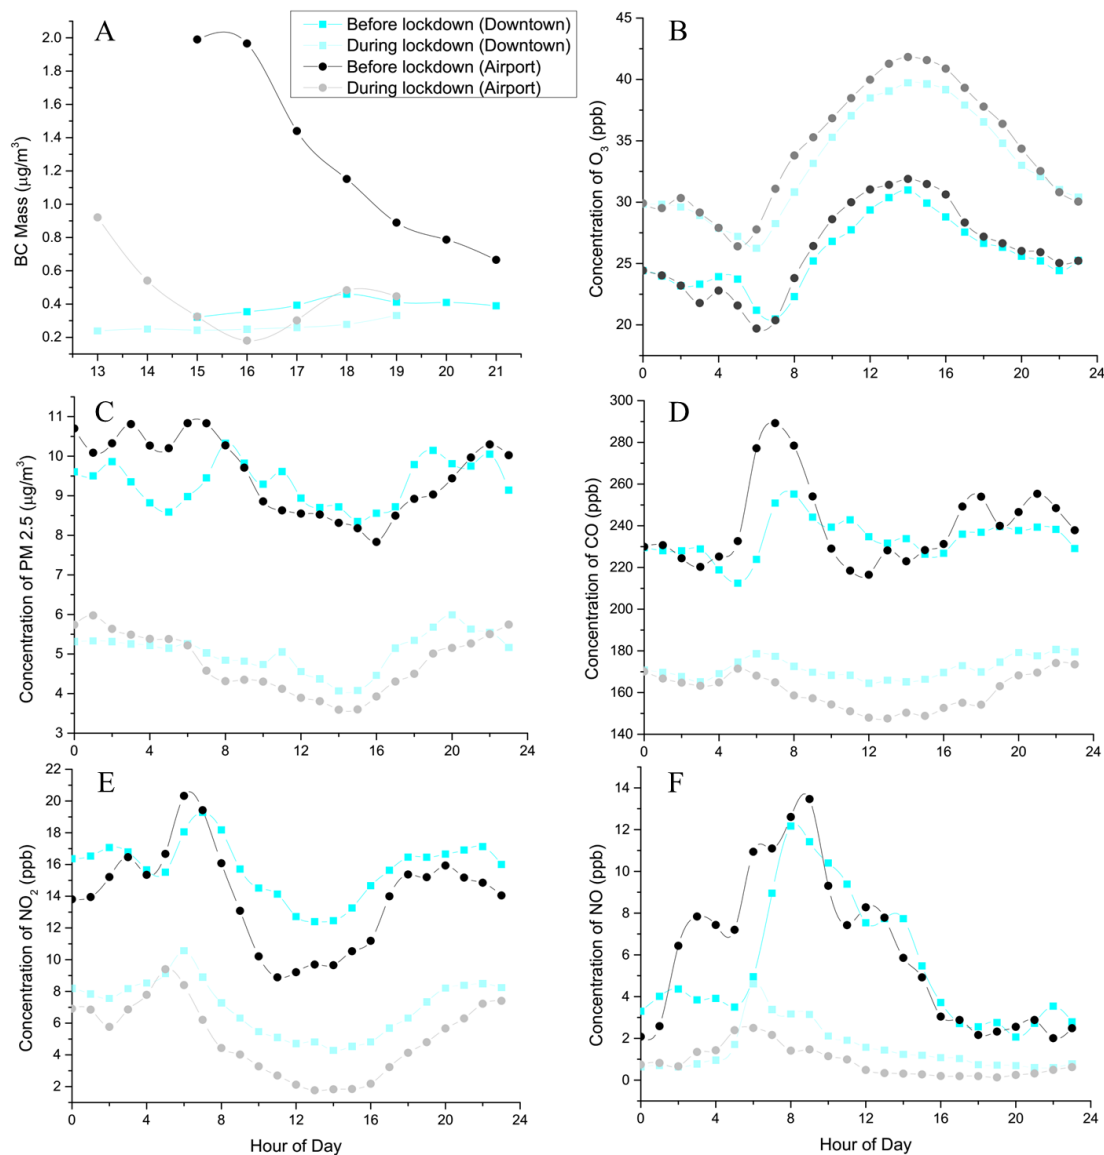 A
Before lockdown (Downtown)
During lockdown (Downtown)
Before lockdown (Airport)
During lockdown (Airport)
BC Mass (μg/m³)
2.0
1.8
1.6
1.4
1.2
1.0
0.8
0.6
0.4
0.2
13 14 15 16 17 18 19 20 21
B
Concentration of O₃ (ppb)
45
40
35
30
25
20
0 4 8 12 16 20 24
C
Concentration of PM 2.5 (μg/m³)
11
10
9
8
7
6
5
4
3
0 4 8 12 16 20 24
D
Concentration of CO (ppb)
300
280
260
240
220
200
180
160
140
0 4 8 12 16 20 24
E
Concentration of NO₂ (ppb)
22
20
18
16
14
12
10
8
6
4
2
0 4 8 12 16 20 24
Hour of Day
F
Concentration of NO (ppb)
14
12
10
8
6
4
2
0
0 4 8 12 16 20 24
Hour of Day